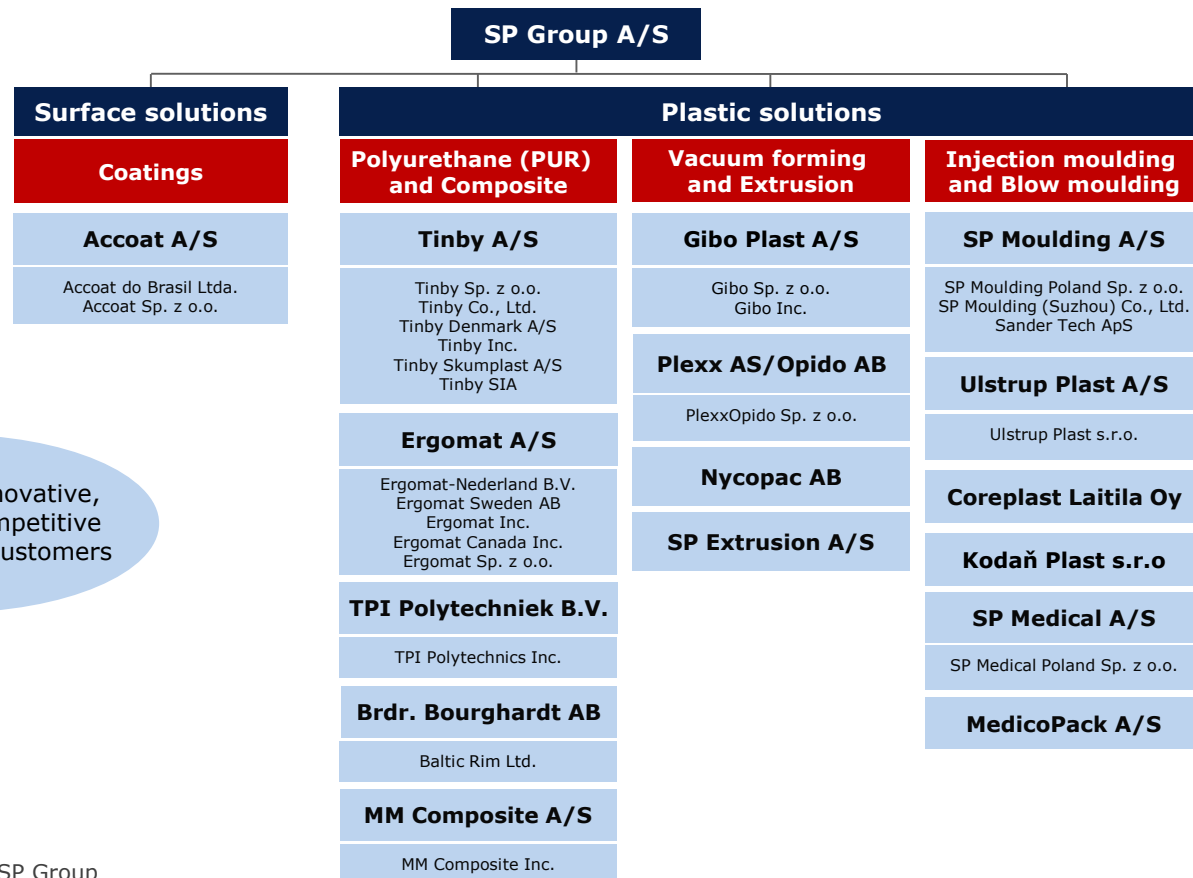 SP Group A/S
Surface solutions
Coatings
Accoat A/S
Accoat do Brasil Ltda.
Accoat Sp. z o.o.
Plastic solutions
Polyurethane (PUR)
and Composite
Tinby A/S
Tinby Sp. z o.o.
Tinby Co., Ltd.
Tinby Denmark A/S
Tinby Inc.
Tinby Skumplast A/S
Tinby SIA
Ergomat A/S
Ergomat-Nederland B.V.
Ergomat Sweden AB
Ergomat Inc.
Ergomat Canada Inc.
Ergomat Sp. z o.o.
TPI Polytechniek B.V.
TPI Polytechnics Inc.
Brdr. Bourghardt AB
Baltic Rim Ltd.
MM Composite A/S
MM Composite Inc.
Vacuum forming
and Extrusion
Gibo Plast A/S
Gibo Sp. z o.o.
Gibo Inc.
Plexx AS/Opido AB
PlexxOpido Sp. z o.o.
Nycopac AB
SP Extrusion A/S
Injection moulding
and Blow moulding
SP Moulding A/S
SP Moulding Poland Sp. z o.o.
SP Moulding (Suzhou) Co., Ltd.
Sander Tech ApS
Ulstrup Plast A/S
Ulstrup Plast s.r.o.
Coreplast Laitila Oy
Kodaň Plast s.r.o
SP Medical A/S
SP Medical Poland Sp. z o.o.
MedicoPack A/S
SP Group